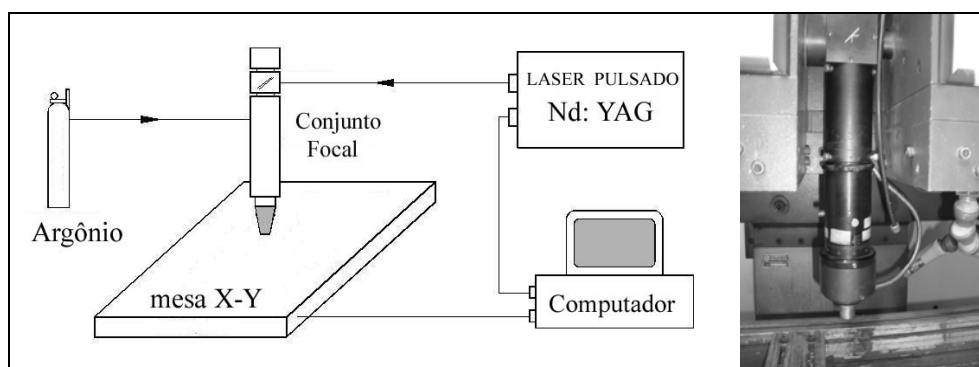 LASER PULSADO
Nd: YAG
Conjunto
Focal
Argônio
mesa X-Y
Computador